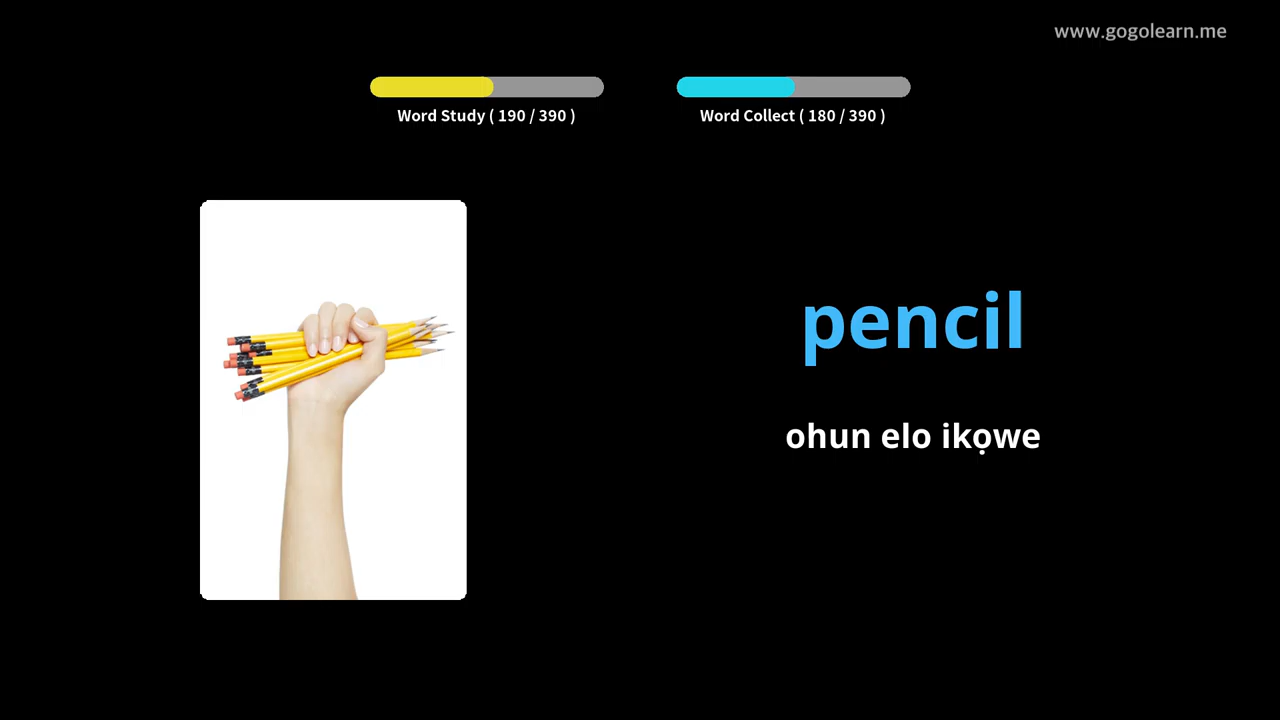 www.gogolearn.me
Word Study ( 190 / 390 )
Word Collect ( 180 / 390 )
pencil
ohun elo ikọwe